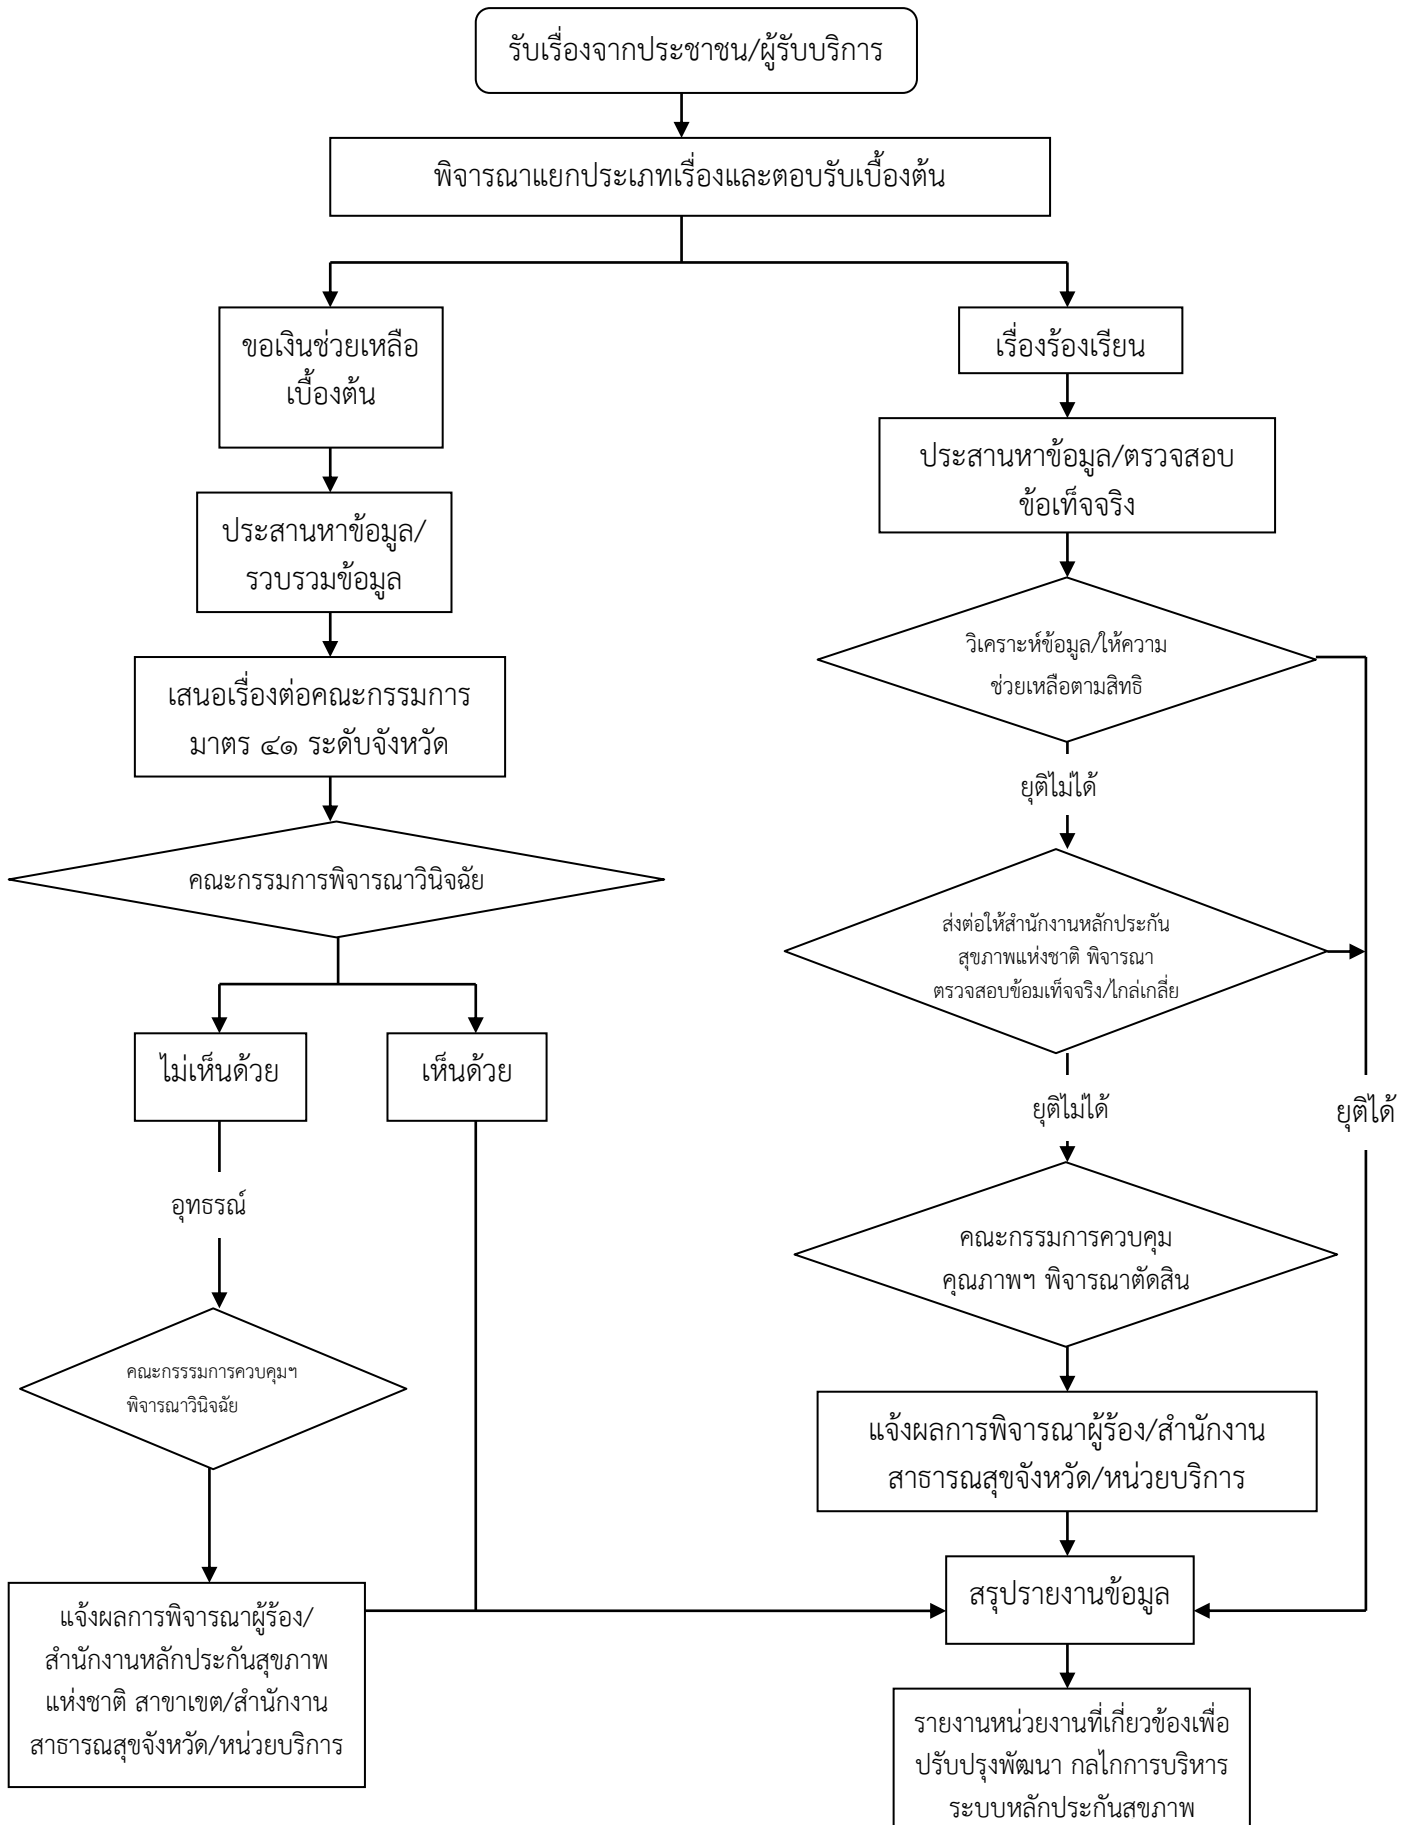 รับเรื่องจากประชาชน/ผู้รับบริการ
พิจารณาแยกประเภทเรื่องและตอบรับเบื้องต้น
ขอเงินช่วยเหลือ
เบื้องต้น
ประสานหาข้อมูล/
รวบรวมข้อมูล
เสนอเรื่องต่อคณะกรรมการ
มาตร ๔๑ ระดับจังหวัด
คณะกรรมการพิจารณาวินิจฉัย
ไม่เห็นด้วย
เห็นด้วย
อุทธรณ์
คณะกรรรมการควบคุมฯ
พิจารณาวินิจฉัย
แจ้งผลการพิจารณาผู้ร้อง/
สำนักงานหลักประกันสุขภาพ
แห่งชาติ สาขาเขต/สำนักงาน
สาธารณสุขจังหวัด/หน่วยบริการ
เรื่องร้องเรียน
ประสานหาข้อมูล/ตรวจสอบ
ข้อเท็จจริง
วิเคราะห์ข้อมูล/ให้ความ
ช่วยเหลือตามสิทธิ
ยุติไม่ได้
ส่งต่อให้สำนักงานหลักประกัน
สุขภาพแห่งชาติ พิจารณา
ตรวจสอบข้อมเท็จจริง/ไกล่เกลี่ย
ยุติไม่ได้
ยุติได้
คณะกรรมการควบคุม
คุณภาพฯ พิจารณาตัดสิน
แจ้งผลการพิจารณาผู้ร้อง/สำนักงาน
สาธารณสุขจังหวัด/หน่วยบริการ
สรุปรายงานข้อมูล
รายงานหน่วยงานที่เกี่ยวข้องเพื่อ
ปรับปรุงพัฒนา กลไกการบริหาร
ระบบหลักประกันสขภาพ